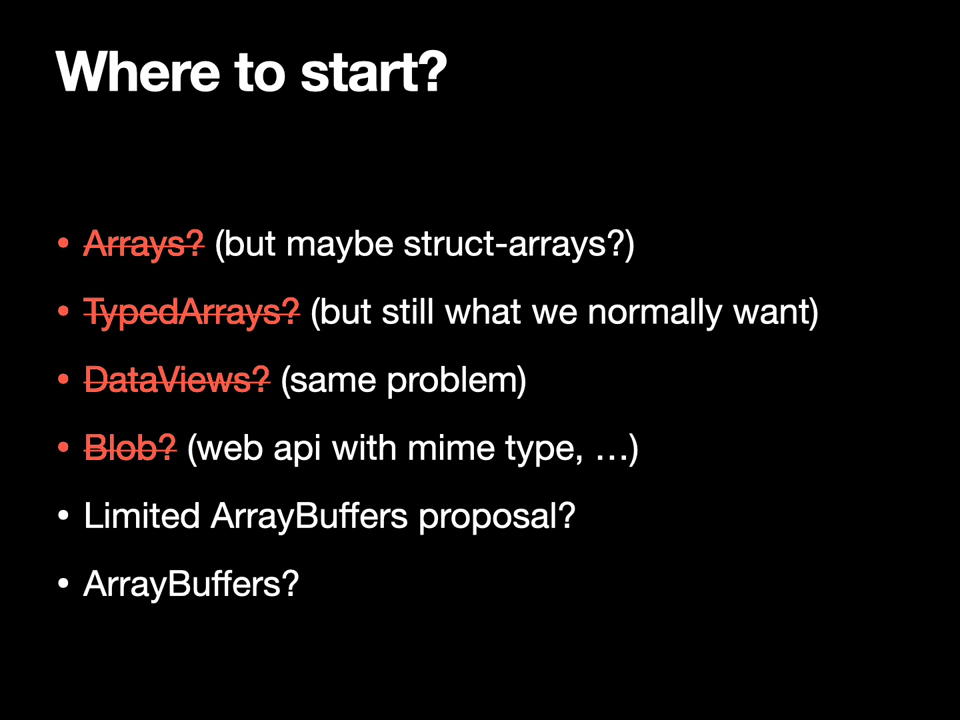 Where to start?
• Arrays? (but maybe struct-arrays?)
• TypedArrays? (but still what we normally want)
• DataViews? (same problem)
• Blob? (web api with mime type, …)
• Limited ArrayBuffers proposal?
• ArrayBuffers?